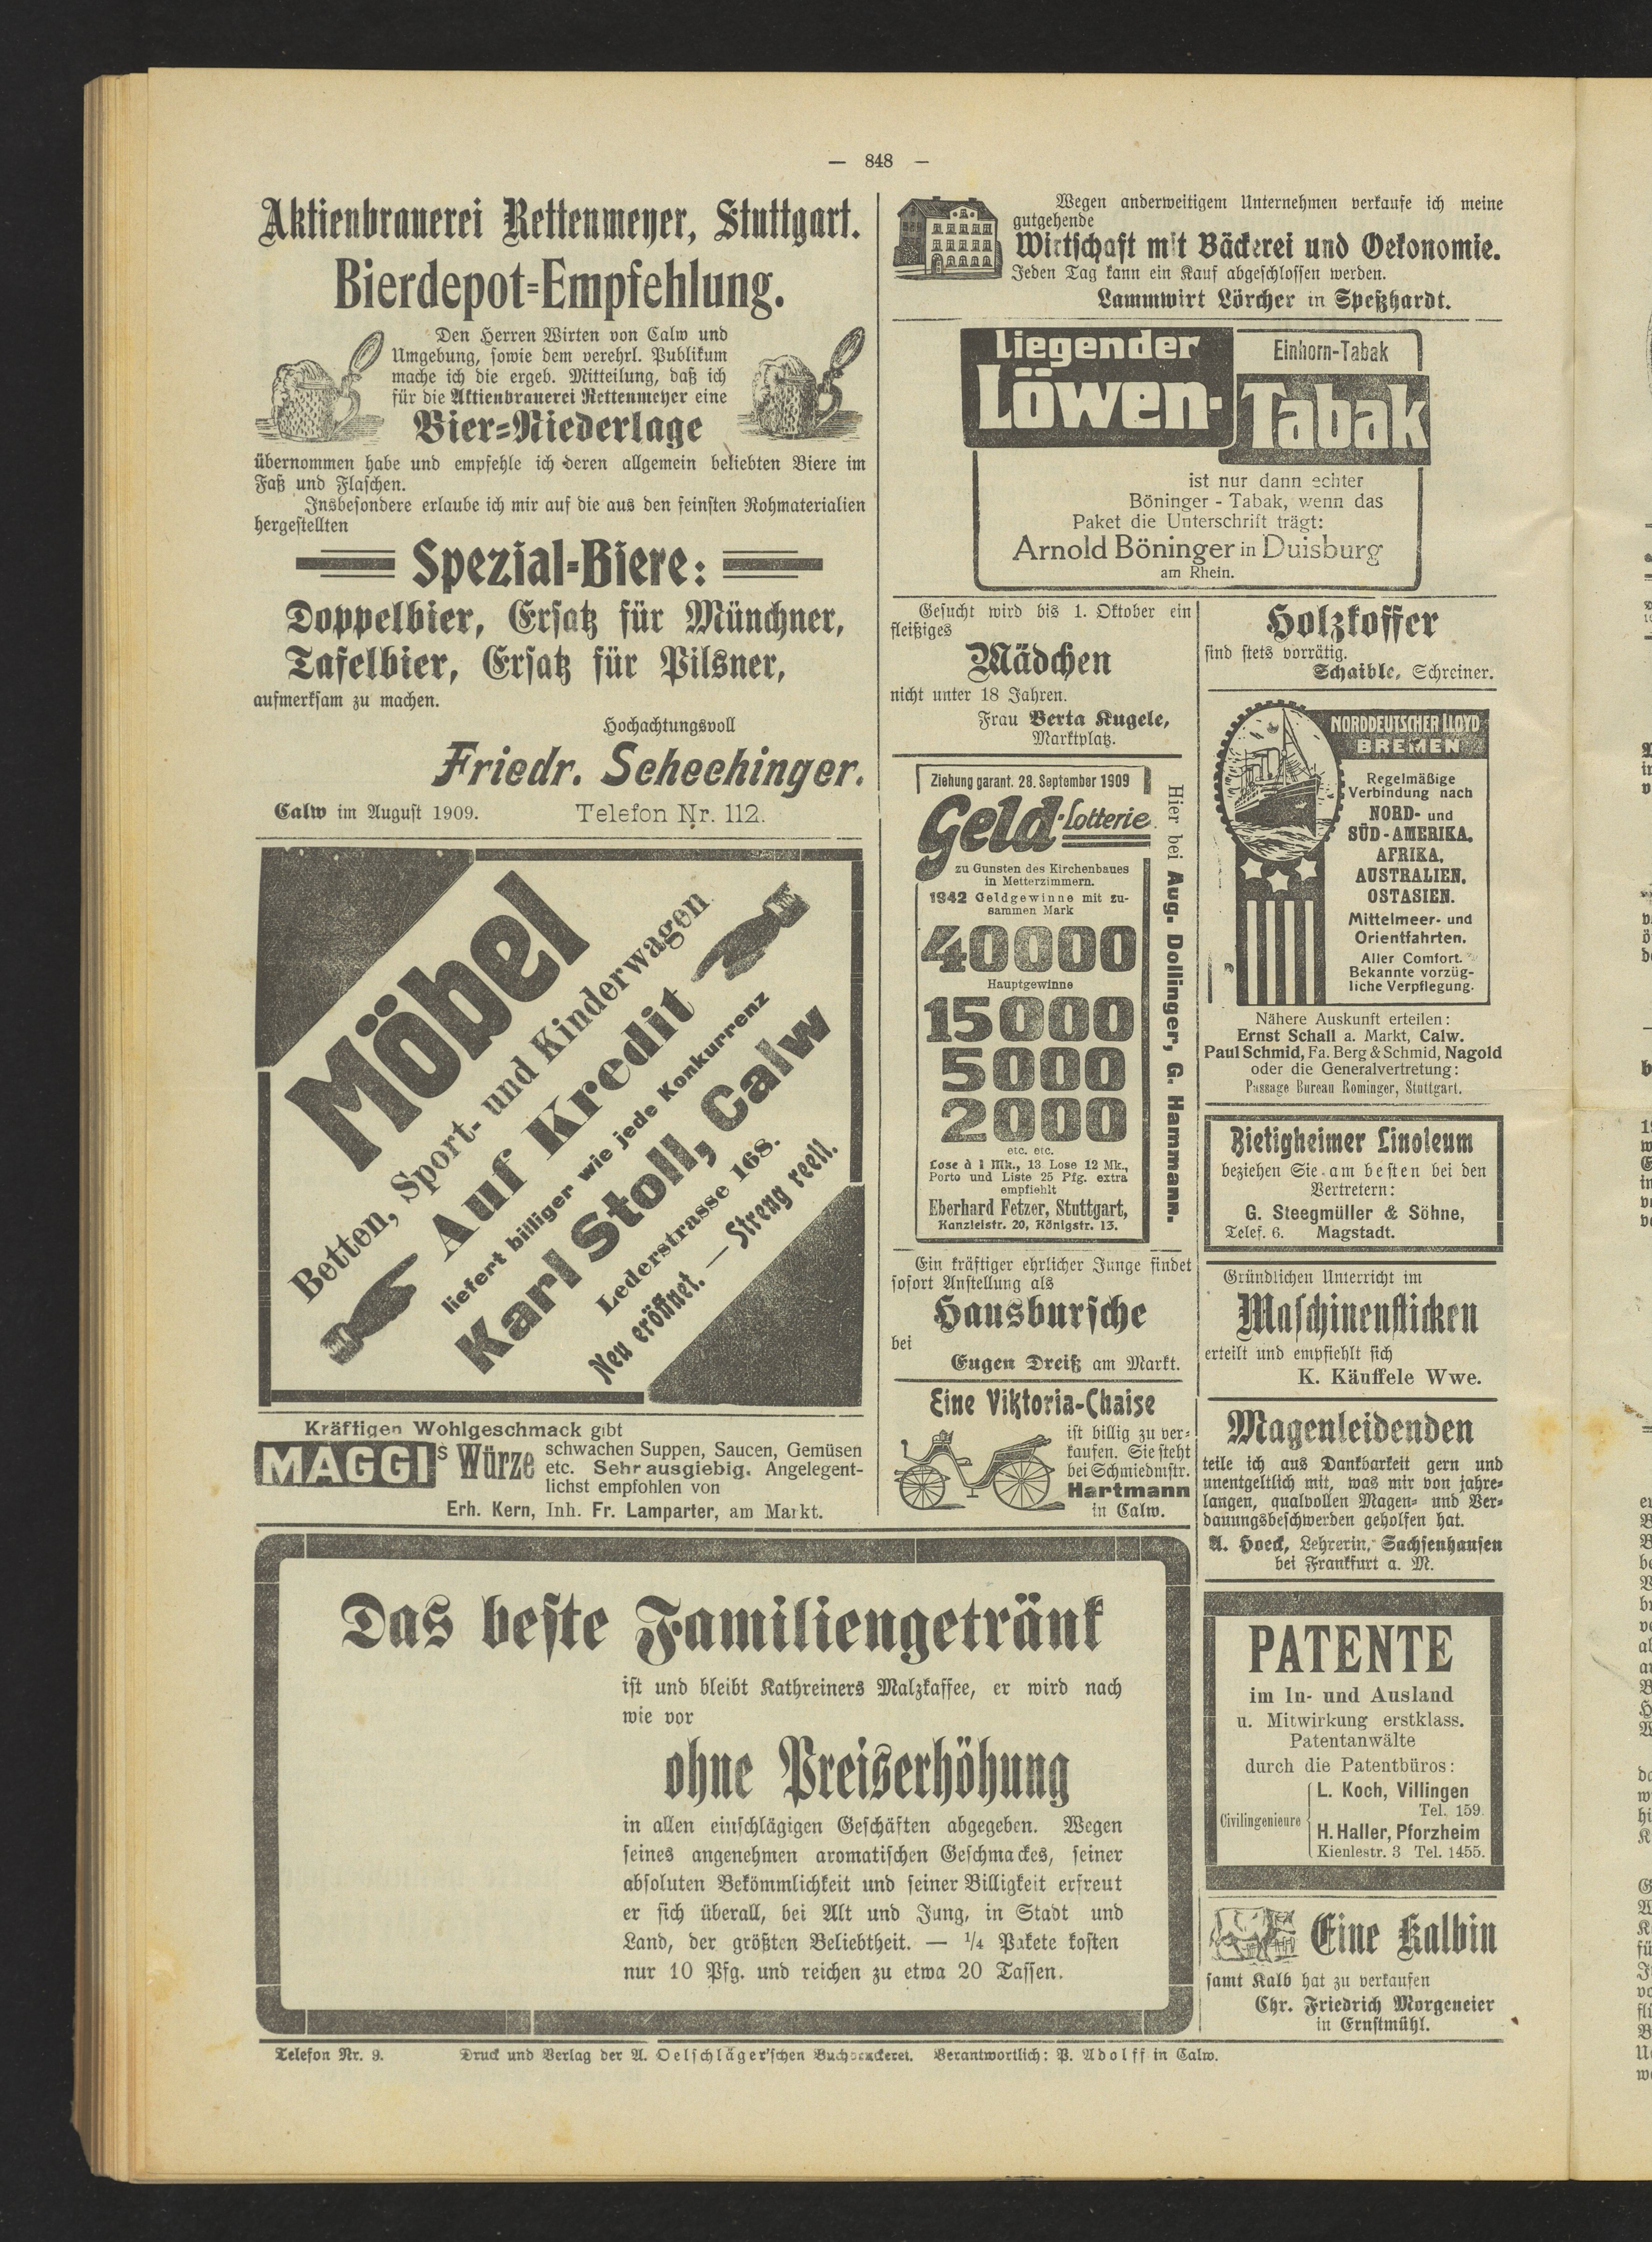 — 848 —
Aktienbrauerei Rettenmeyer, Stuttgart.
Bierdepot-Empfehlung.
Den Herren Wirten von Calw und
Umgebung, sowie dem verehrl. Publikum
mache ich die ergeb. Mitteilung, daß ich
für die Aktienbrauerei Rettenmeyer eine
Bier-Niederlage
übernommen habe und empfehle ich deren allgemein beliebten Biere im
Faß und Flaschen.
Insbesondere erlaube ich mir auf die aus den feinsten Rohmaterialien
hergestellten
Spezial-Biere:
Doppelbier, Ersatz für Münchner,
Tafelbier, Ersatz für Pilsner,
aufmerksam zu machen.
Hochachtungsvoll
Friedr. Schechinger.
Calw im August 1909. Telefon Nr. 112.
Möbel
Betten, Sport- und Kinderwagen
Auf Kredit
liefert billiger wie jede Konkurrenz
Karl Stoll, Calw
Lederstrasse 168.
Neu eröffnet. — Streng reell.
Kräftigen Wohlgeschmack gibt
MAGGIs Würze schwachen Suppen, Saucen, Gemüsen
etc. Sehr ausgiebig. Angelegent-
lichst empfohlen von
Erh. Kern, Inh. Fr. Lamparter, am Markt.
Wegen anderweitigem Unternehmen verkaufe ich meine
gutgehende
Wirtschaft mit Bäckerei und Oekonomie.
Jeden Tag kann ein Kauf abgeschlossen werden.
Lammwirt Lörcher in Speßhardt.
Liegender
Löwen-
Einhorn-Tabak
Tabak
ist nur dann echter
Böninger-Tabak, wenn das
Paket die Unterschrift trägt:
Arnold Böninger in Duisburg
am Rhein.
Gesucht wird bis 1. Oktober ein
fleißiges
Mädchen
nicht unter 18 Jahren.
Frau Berta Kugele,
Marktplatz.
Ziehung garant. 28. September 1909
Geld-Lotterie
zu Gunsten des Kirchenbaues
in Metterzimmern.
1942 Geldgewinne mit zu-
sammen Mark
40000
Hauptgewinne
15000
5000
2000
etc. etc.
Lose à 1 Mk., 13 Lose 12 Mk.,
Porto und Liste 25 Pfg. extra
empfiehlt
Eberhard Fetzer, Stuttgart,
Kanzleistr. 20, Königstr. 13.
Hier bei Aug. Dollinger, G. Hammann.
Ein kräftiger ehrlicher Junge findet
sofort Anstellung als
Hausbursche
bei
Eugen Dreiß am Markt.
Eine Viktoria-Chaise
ist billig zu ver-
kaufen. Sie steht
bei Schmiedmstr.
Hartmann
in Calw.
Holzkoffer
sind stets vorrätig.
Schaible, Schreiner.
NORDDEUTSCHER LLOYD
BREMEN
Regelmäßige
Verbindung nach
NORD- und
SÜD-AMERIKA,
AFRIKA,
AUSTRALIEN,
OSTASIEN.
Mittelmeer- und
Orientfahrten.
Aller Comfort.
Bekannte vorzüg-
liche Verpflegung.
Nähere Auskunft erteilen:
Ernst Schall a. Markt, Calw.
Paul Schmid, Fa. Berg & Schmid, Nagold
oder die Generalvertretung:
Passage Bureau Rominger, Stuttgart.
Bietigheimer Linoleum
beziehen Sie am besten bei den
Vertretern:
G. Steegmüller & Söhne,
Telef. 6. Magstadt.
Gründlichen Unterricht im
Maschinensticken
erteilt und empfiehlt sich
K. Käuffele Wwe.
Magenleidenden
teile ich aus Dankbarkeit gern und
unentgeltlich mit, was mir von jahre-
langen, qualvollen Magen- und Ver-
dauungsbeschwerden geholfen hat.
A. Hoeck, Lehrerin, Sachsenhausen
bei Frankfurt a. M.
PATENTE
im In- und Ausland
u. Mitwirkung erstklass.
Patentanwälte
durch die Patentbüros:
Civilingenieure
L. Koch, Villingen
Tel. 159.
H. Haller, Pforzheim
Kienlestr. 3 Tel. 1455.
Eine Kalbin
samt Kalb hat zu verkaufen
Chr. Friedrich Morgeneier
in Ernstmühl.
Das beste Familiengetränk
ist und bleibt Kathreiners Malzkaffee, er wird nach
wie vor
ohne Preiserhöhung
in allen einschlägigen Geschäften abgegeben. Wegen
seines angenehmen aromatischen Geschmackes, seiner
absoluten Bekömmlichkeit und seiner Billigkeit erfreut
er sich überall, bei Alt und Jung, in Stadt und
Land, der größten Beliebtheit. — 1/4 Pakete kosten
nur 10 Pfg. und reichen zu etwa 20 Tassen.
Telefon Nr. 9. Druck und Verlag der A. Oelschläger'schen Buchdruckerei. Verantwortlich: P. Adolff in Calw.